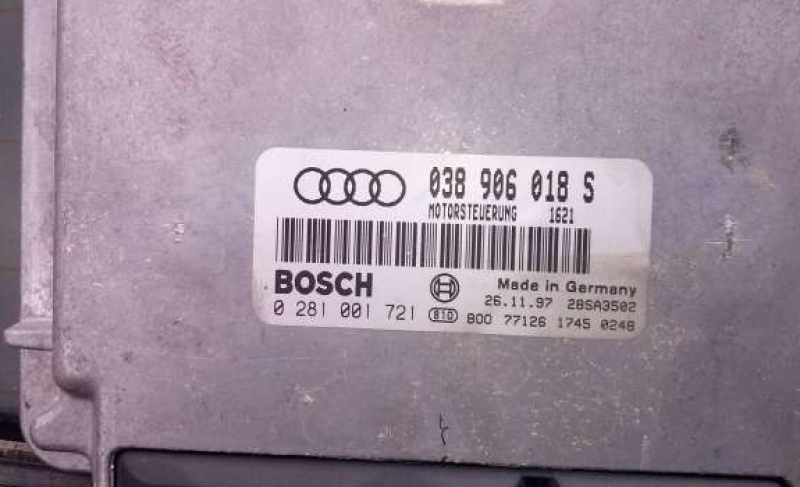 038 906 018 S
MOTORSTEUERUNG 1621
BOSCH
Made in Germany
26.11.97 28SA3502
0 281 001 721 810 800 77126 1745 0248